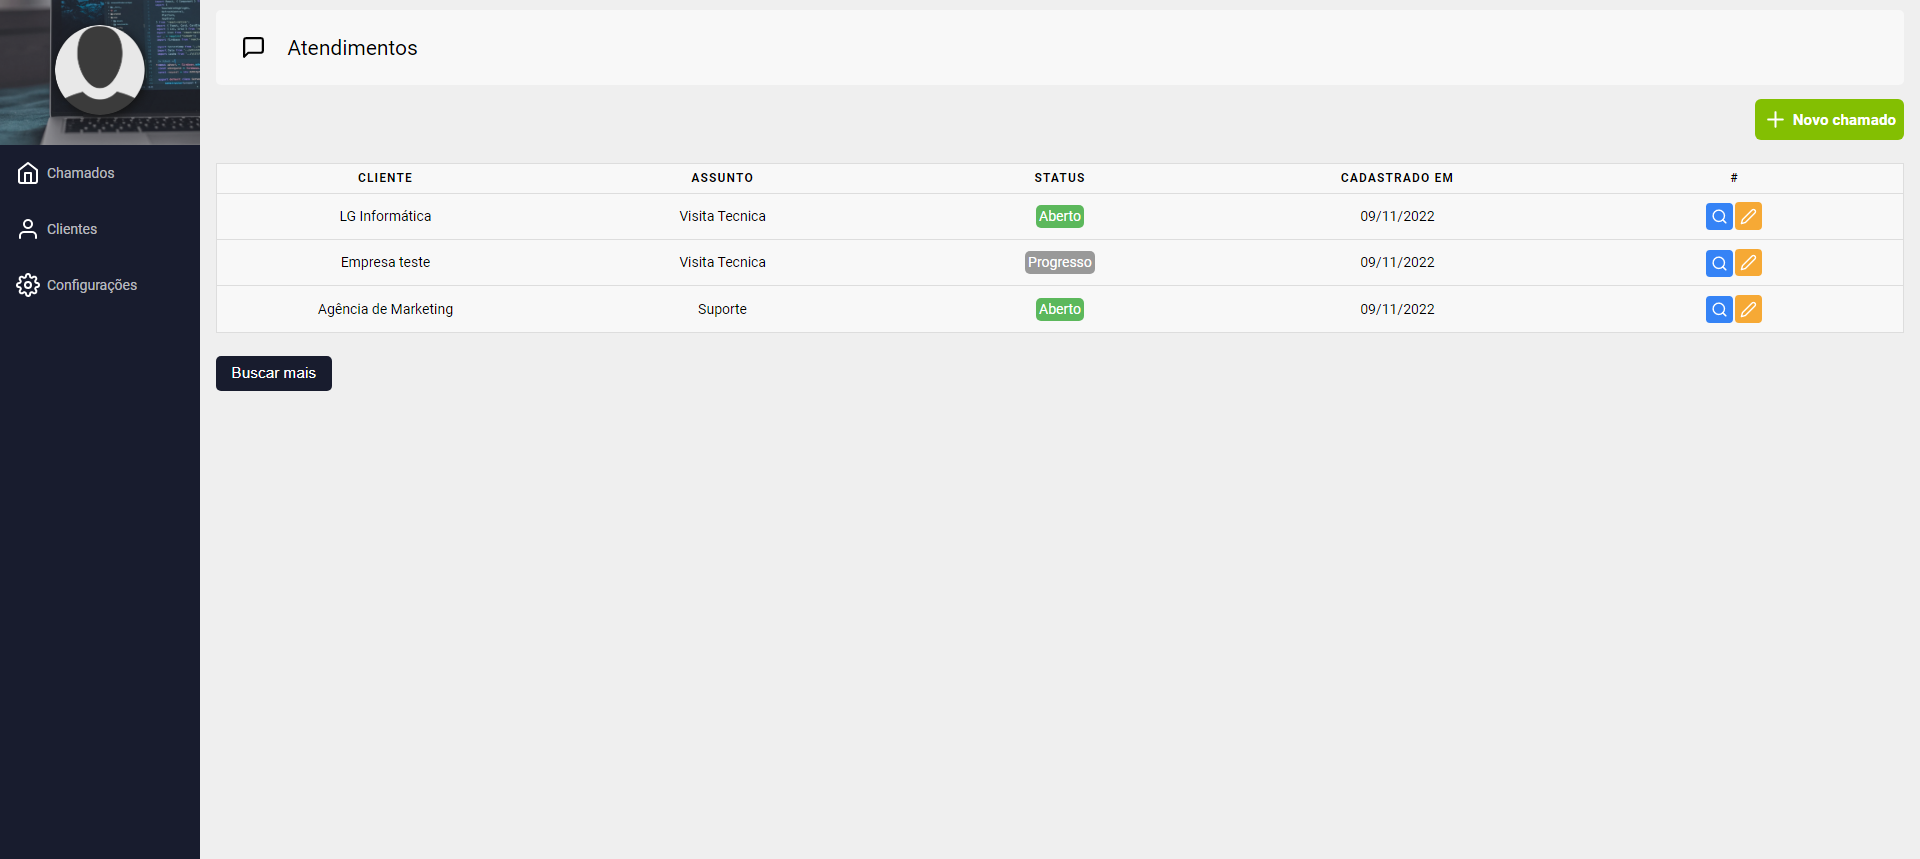 Atendimentos
Novo chamado
Chamados
Clientes
Configurações
CLIENTE ASSUNTO STATUS CADASTRADO EM #
LG Informática Visita Tecnica Aberto 09/11/2022
Empresa teste Visita Tecnica Progresso 09/11/2022
Agência de Marketing Suporte Aberto 09/11/2022
Buscar mais